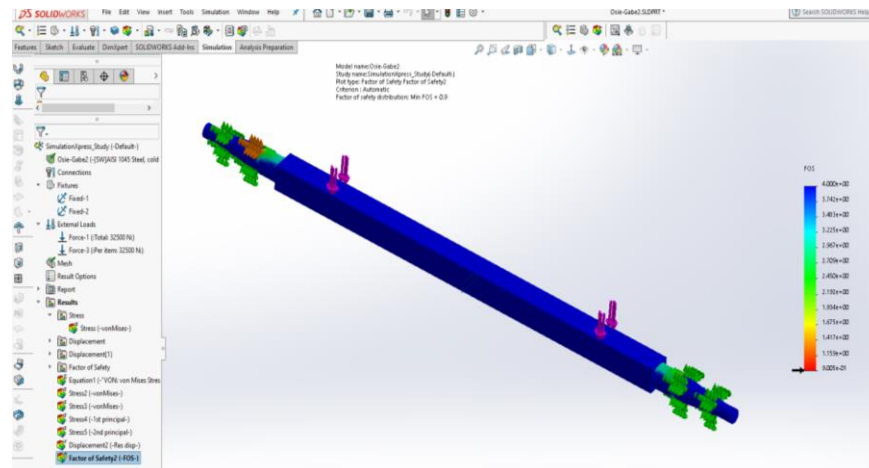 SOLIDWORKS
File Edit View Insert Tools Simulation Window Help
Osie-Gabe2.SLDPRT *
Search SOLIDWORKS Help
Features Sketch Evaluate DimXpert SOLIDWORKS Add-Ins Simulation Analysis Preparation
Model name:Osie-Gabe2
Study name:SimulationXpress_Study(-Default-)
Plot type: Factor of Safety Factor of Safety2
Criterion : Automatic
Factor of safety distribution: Min FOS = 0.9
SimulationXpress_Study (-Default-)
Osie-Gabe2 (-[SW]AISI 1045 Steel, cold
Connections
Fixtures
Fixed-1
Fixed-2
External Loads
Force-1 (:Total: 32500 N:)
Force-3 (:Per item: 32500 N:)
Mesh
Result Options
Report
Results
Stress
Stress (-vonMises-)
Displacement
Displacement(1)
Factor of Safety
Equation1 (-"VON: von Mises Stres
Stress2 (-vonMises-)
Stress3 (-vonMises-)
Stress4 (-1st principal-)
Stress5 (-2nd principal-)
Displacement2 (-Res disp-)
Factor of Safety2 (-FOS-)
FOS
4.000e+00
3.742e+00
3.483e+00
3.225e+00
2.967e+00
2.709e+00
2.450e+00
2.192e+00
1.934e+00
1.675e+00
1.417e+00
1.159e+00
9.005e-01